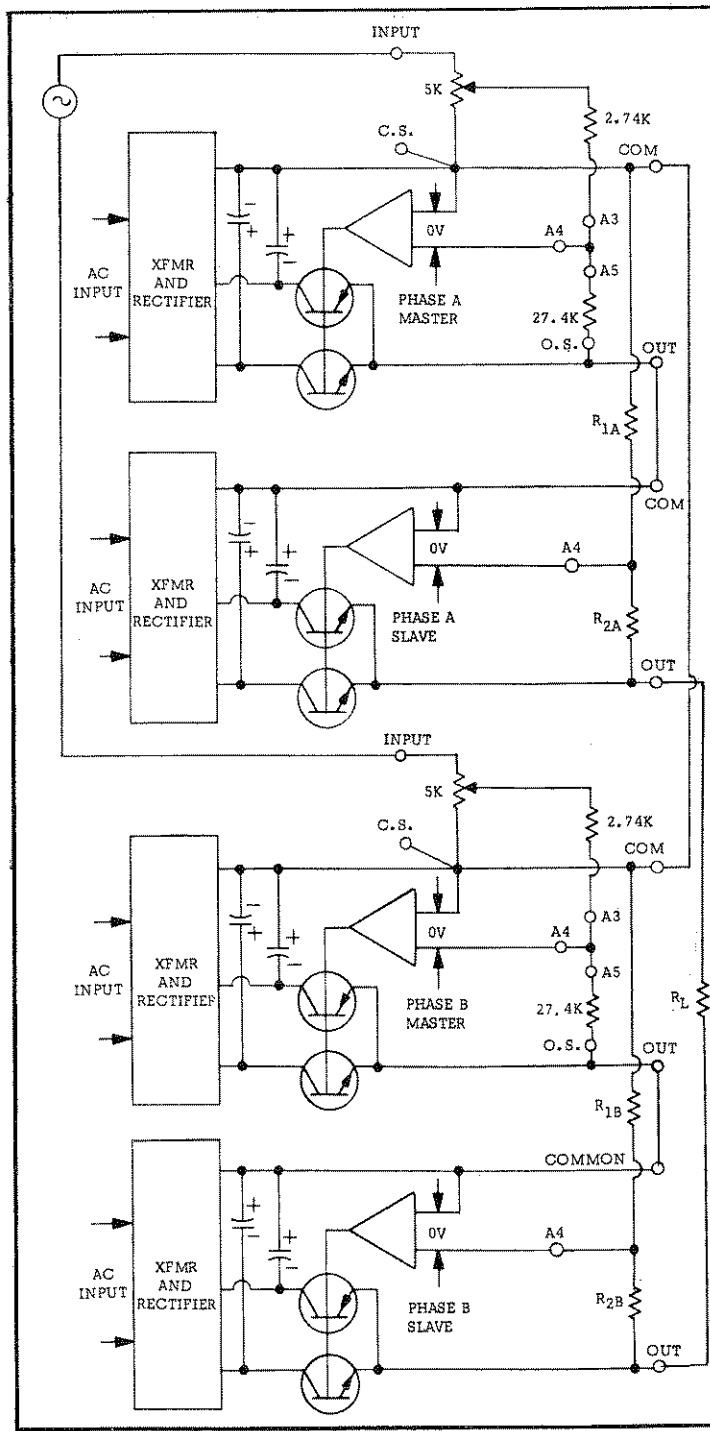 INPUT
5K
2.74K
C.S.
COM
- +
+ -
A3
XFMR
AND
RECTIFIER
AC
INPUT
0V
A4
A5
PHASE A
MASTER
27.4K
O.S.
OUT
R1A
COM
- +
+ -
XFMR
AND
RECTIFIER
AC
INPUT
0V
A4
PHASE A
SLAVE
R2A
OUT
INPUT
5K
2.74K
C.S.
COM
- +
+ -
A3
XFMR
AND
RECTIFIER
AC
INPUT
0V
A4
A5
PHASE B
MASTER
27.4K
O.S.
RL
OUT
R1B
COMMON
+ -
+ -
XFMR
AND
RECTIFIER
AC
INPUT
0V
A4
PHASE B
SLAVE
R2B
OUT